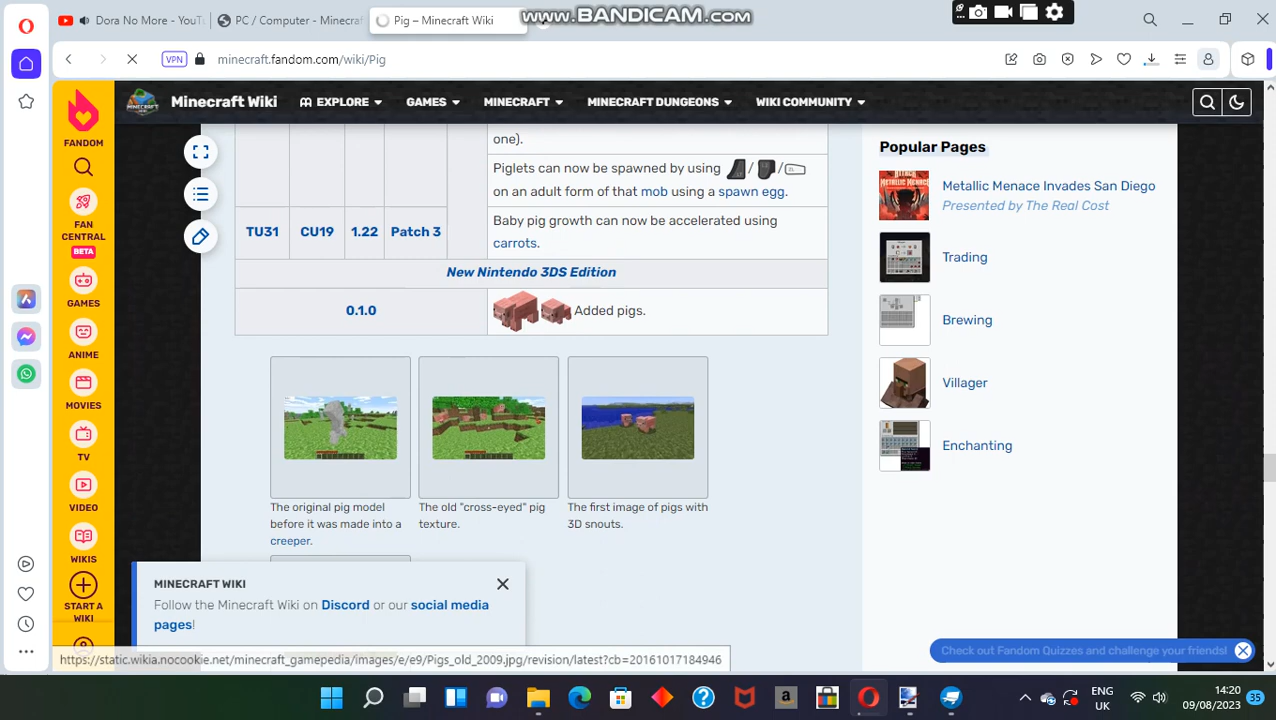 Dora No More - YouT
PC / Computer - Minec
Pig – Minecraft Wiki
www.BANDICAM.com
VPN
minecraft.fandom.com/wiki/Pig
FANDOM
FAN CENTRAL
BETA
GAMES
ANIME
MOVIES
TV
VIDEO
WIKIS
START A WIKI
Minecraft Wiki
EXPLORE
GAMES
MINECRAFT
MINECRAFT DUNGEONS
WIKI COMMUNITY
one).
Piglets can now be spawned by using / /
on an adult form of that mob using a spawn egg.
TU31 CU19 1.22 Patch 3
Baby pig growth can now be accelerated using
carrots.
New Nintendo 3DS Edition
0.1.0
Added pigs.
The original pig model
before it was made into a
creeper.
The old "cross-eyed" pig
texture.
The first image of pigs with
3D snouts.
Popular Pages
Metallic Menace Invades San Diego
Presented by The Real Cost
Trading
Brewing
Villager
Enchanting
MINECRAFT WIKI
Follow the Minecraft Wiki on Discord or our social media
pages!
Check out Fandom Quizzes and challenge your friends!
https://static.wikia.nocookie.net/minecraft_gamepedia/images/e/e9/Pigs_old_2009.jpg/revision/latest?cb=20161017184946
ENG
UK
14:20
09/08/2023
35